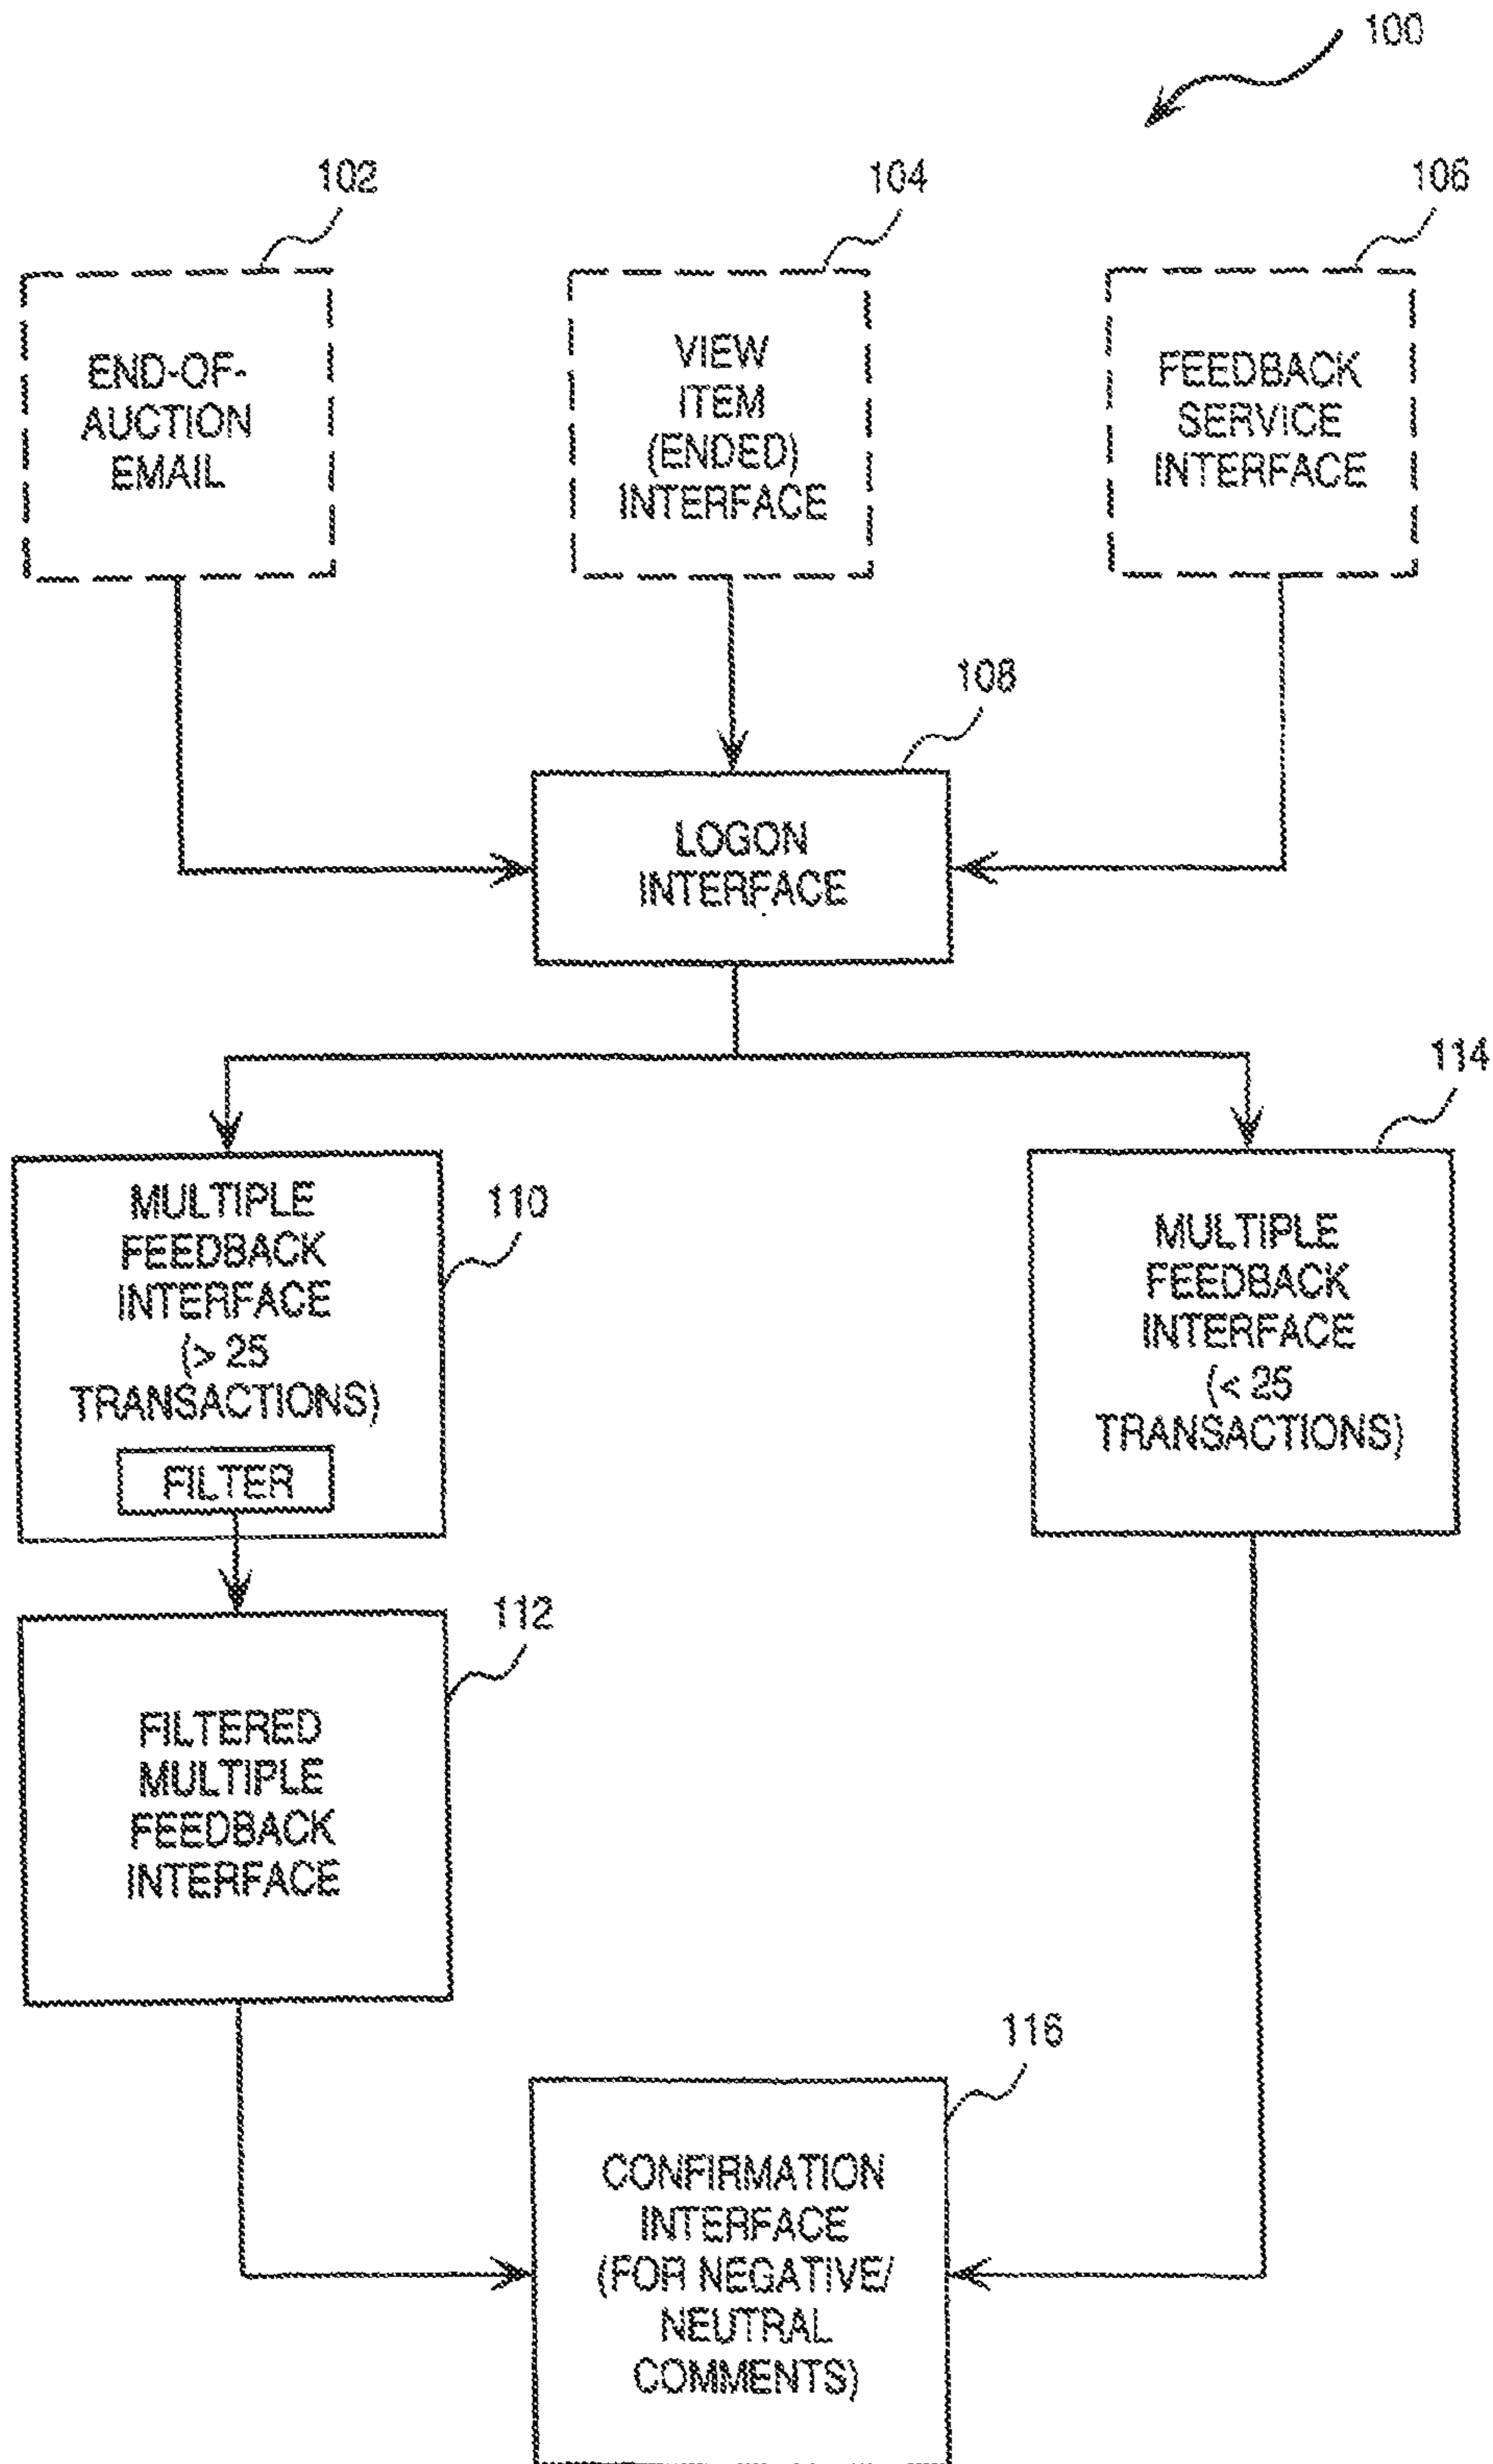 100
102
104
106
END-OF-
AUCTION
EMAIL
VIEW
ITEM
(ENDED)
INTERFACE
FEEDBACK
SERVICE
INTERFACE
108
LOGON
INTERFACE
114
MULTIPLE
FEEDBACK
INTERFACE
(> 25
TRANSACTIONS)
FILTER
110
MULTIPLE
FEEDBACK
INTERFACE
(< 25
TRANSACTIONS)
112
FILTERED
MULTIPLE
FEEDBACK
INTERFACE
116
CONFIRMATION
INTERFACE
(FOR NEGATIVE/
NEUTRAL
COMMENTS)